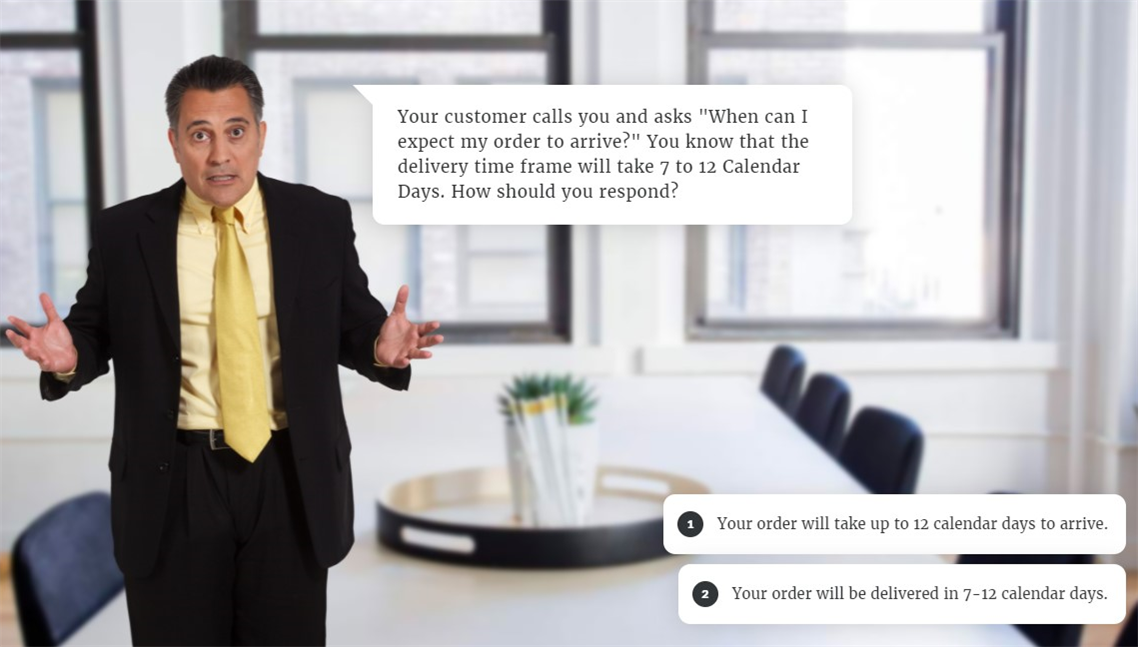 Your customer calls you and asks "When can I
expect my order to arrive?" You know that the
delivery time frame will take 7 to 12 Calendar
Days. How should you respond?
1 Your order will take up to 12 calendar days to arrive.
2 Your order will be delivered in 7-12 calendar days.